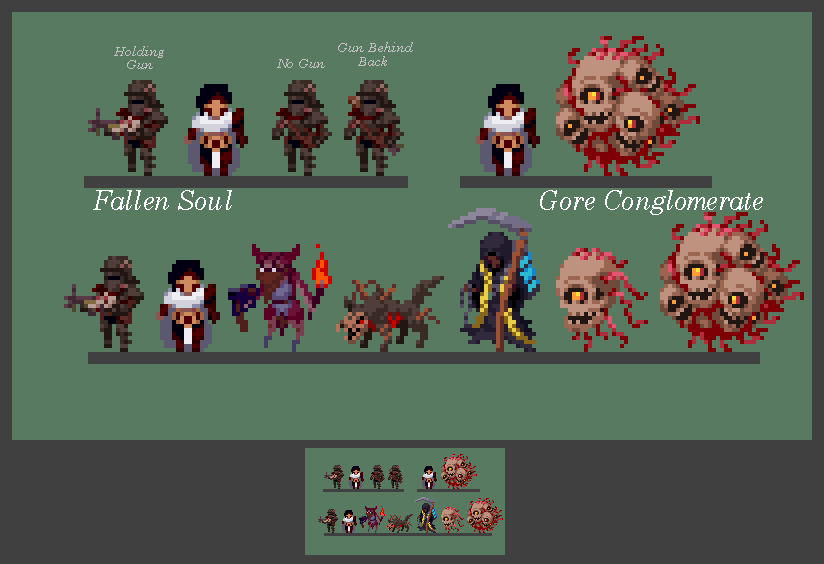 Holding
Gun
No Gun
Gun Behind
Back
Fallen Soul
Gore Conglomerate